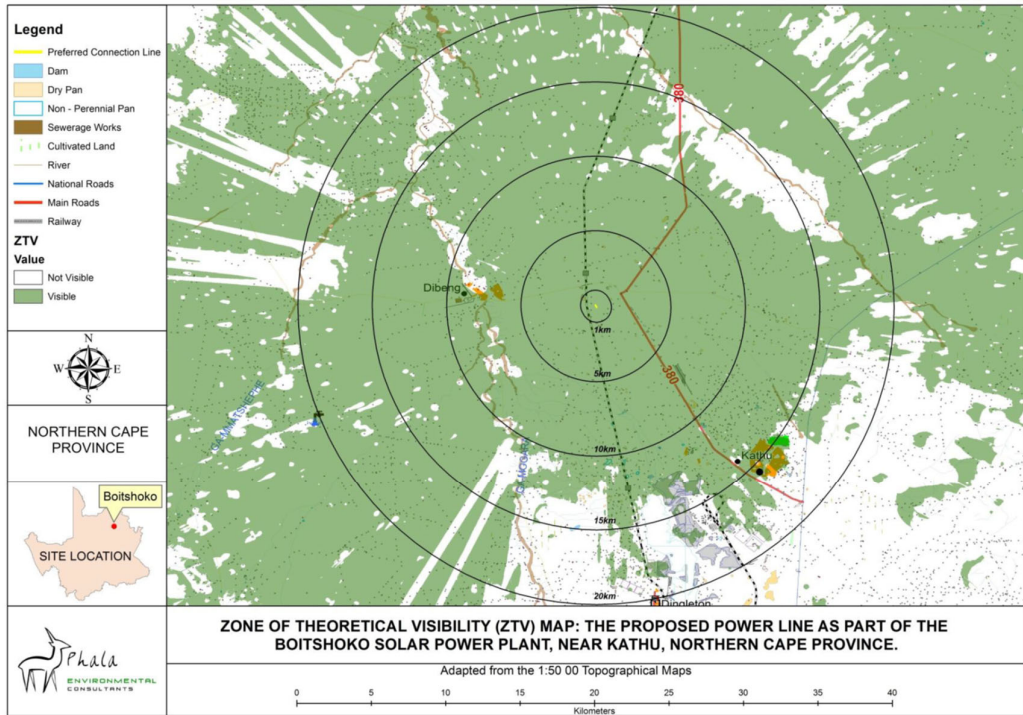 Legend
Preferred Connection Line
Dam
Dry Pan
Non - Perennial Pan
Sewerage Works
Cultivated Land
River
National Roads
Main Roads
Railway
ZTV
Value
Not Visible
Visible
N
W E
S
NORTHERN CAPE
PROVINCE
Boitshoko
SITE LOCATION
Phala
ENVIRONMENTAL
CONSULTANTS
380
Dibeng
1km
5km
380
10km
Kathu
15km
20km
Dingleton
ZONE OF THEORETICAL VISIBILITY (ZTV) MAP: THE PROPOSED POWER LINE AS PART OF THE
BOITSHOKO SOLAR POWER PLANT, NEAR KATHU, NORTHERN CAPE PROVINCE.
Adapted from the 1:50 00 Topographical Maps
0 5 10 15 20 25 30 35 40
Kilometers